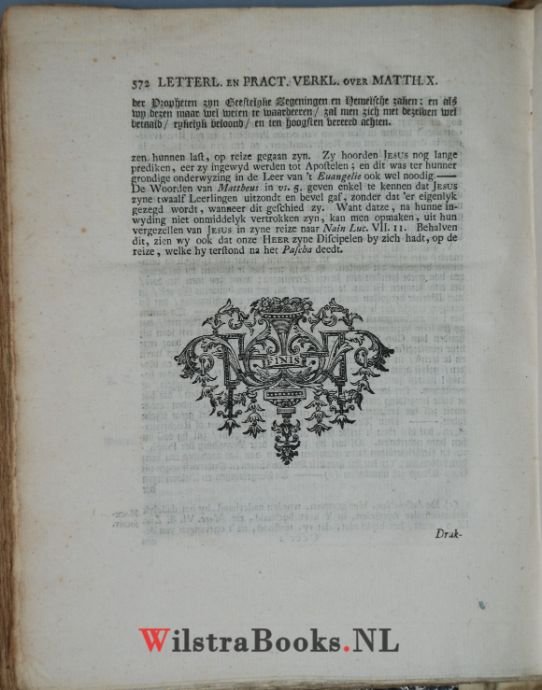 572 LETTERL. EN PRACT. VERKL. OVER MATTH. X.
der Propheten zyn Geestelyke Zegeningen en Hemelsche zaken: en als
wy dezen maar wel weten te waardeeren / zal men zich met dezelven wel
betaald / rykelyk beloond / en ten hoogsten vereerd achten.
zen hunnen last, op reize gegaan zyn. Zy hoorden JESUS nog lange
prediken, eer zy ingewyd werden tot Apostelen; en dit was ter hunner
grondige onderwyzing in de Leer van 't Euangelie ook wel noodig ——
De Woorden van Mattheus in vs. 5. geven enkel te kennen dat JESUS
zyne twaalf Leerlingen uitzondt en bevel gaf, zonder dat 'er eigenlyk
gezegd wordt, wanneer dit geschied zy. Want datze, na hunne in-
wyding niet onmiddelyk vertrokken zyn, kan men opmaken, uit hun
vergezellen van JESUS in zyne reize naar Nain Luc. VII. 11. Behalven
dit, zien wy ook dat onze HEER zyne Discipelen by zich hadt, op de
reize, welke hy terstond na het Pascha deedt.
FINIS
Drak-
WilstraBooks.NL